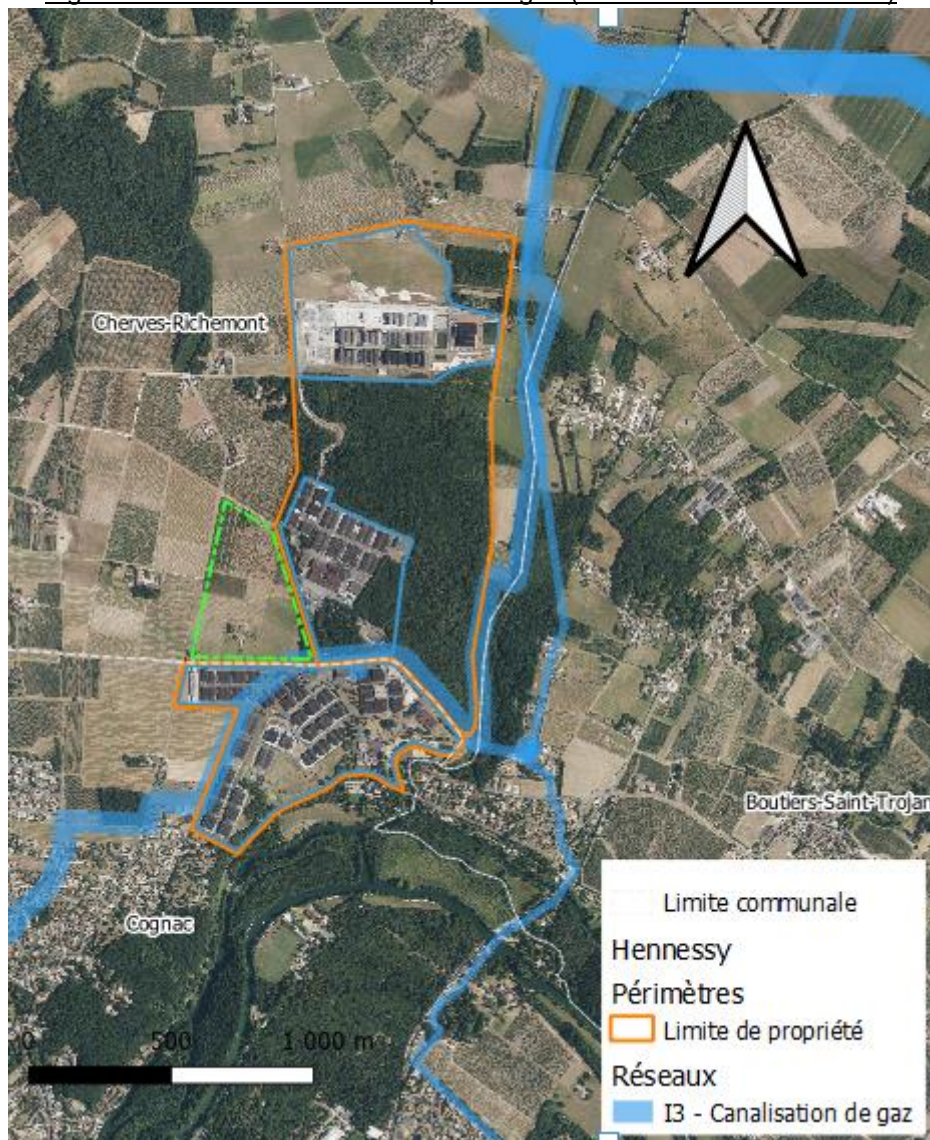 Cherves-Richemont
Boutiers-Saint-Trojan
Cognac
0 500 1 000 m
Limite communale
Hennessy
Périmètres
Limite de propriété
Réseaux
I3 - Canalisation de gaz